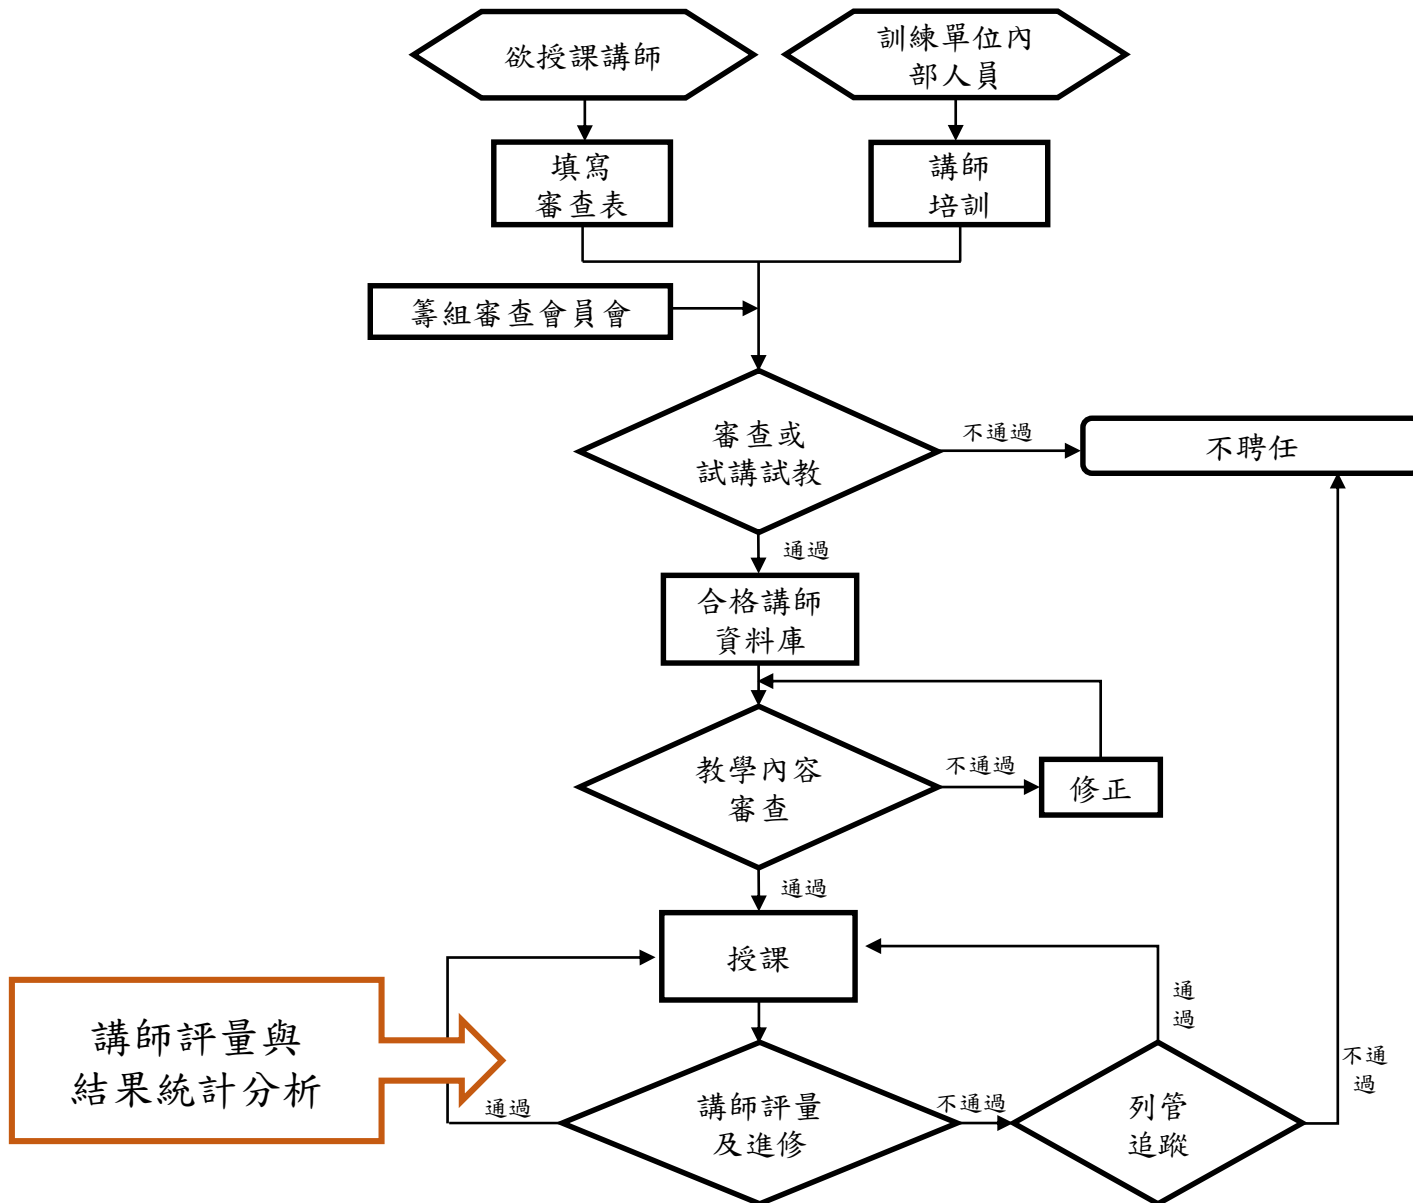 欲授課講師
訓練單位內
部人員
填寫
審查表
講師
培訓
籌組審查會員會
審查或
試講試教
不通過
不聘任
通過
合格講師
資料庫
教學內容
審查
不通過
修正
通過
授課
通
過
講師評量與
結果統計分析
通過
講師評量
及進修
不通過
列管
追蹤
不通
過